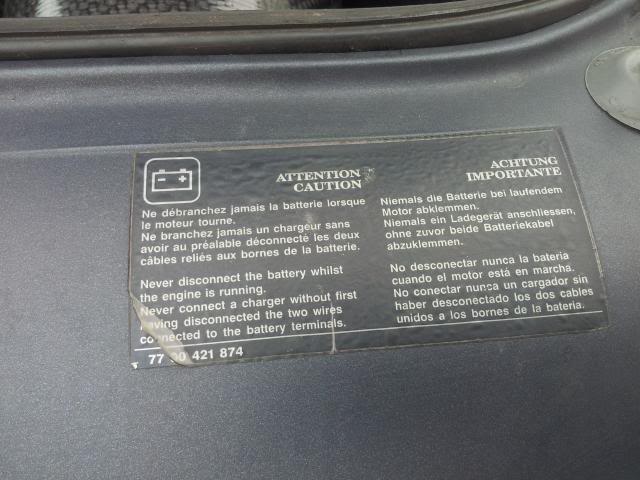 ATTENTION
CAUTION
Ne débranchez jamais la batterie lorsque
le moteur tourne.
Ne branchez jamais un chargeur sans
avoir au préalable déconnecté les deux
câbles reliés aux bornes de la batterie.
Never disconnect the battery whilst
the engine is running.
Never connect a charger without first
having disconnected the two wires
connected to the battery terminals.
77 00 421 874
ACHTUNG
IMPORTANTE
Niemals die Batterie bei laufendem
Motor abklemmen.
Niemals ein Ladegerät anschliessen,
ohne zuvor beide Batteriekabel
abzuklemmen.
No desconectar nunca la bateria
cuando el motor está en marcha.
No conectar nunca un cargador sin
haber desconectado los dos cables
unidos a los bornes de la bateria.